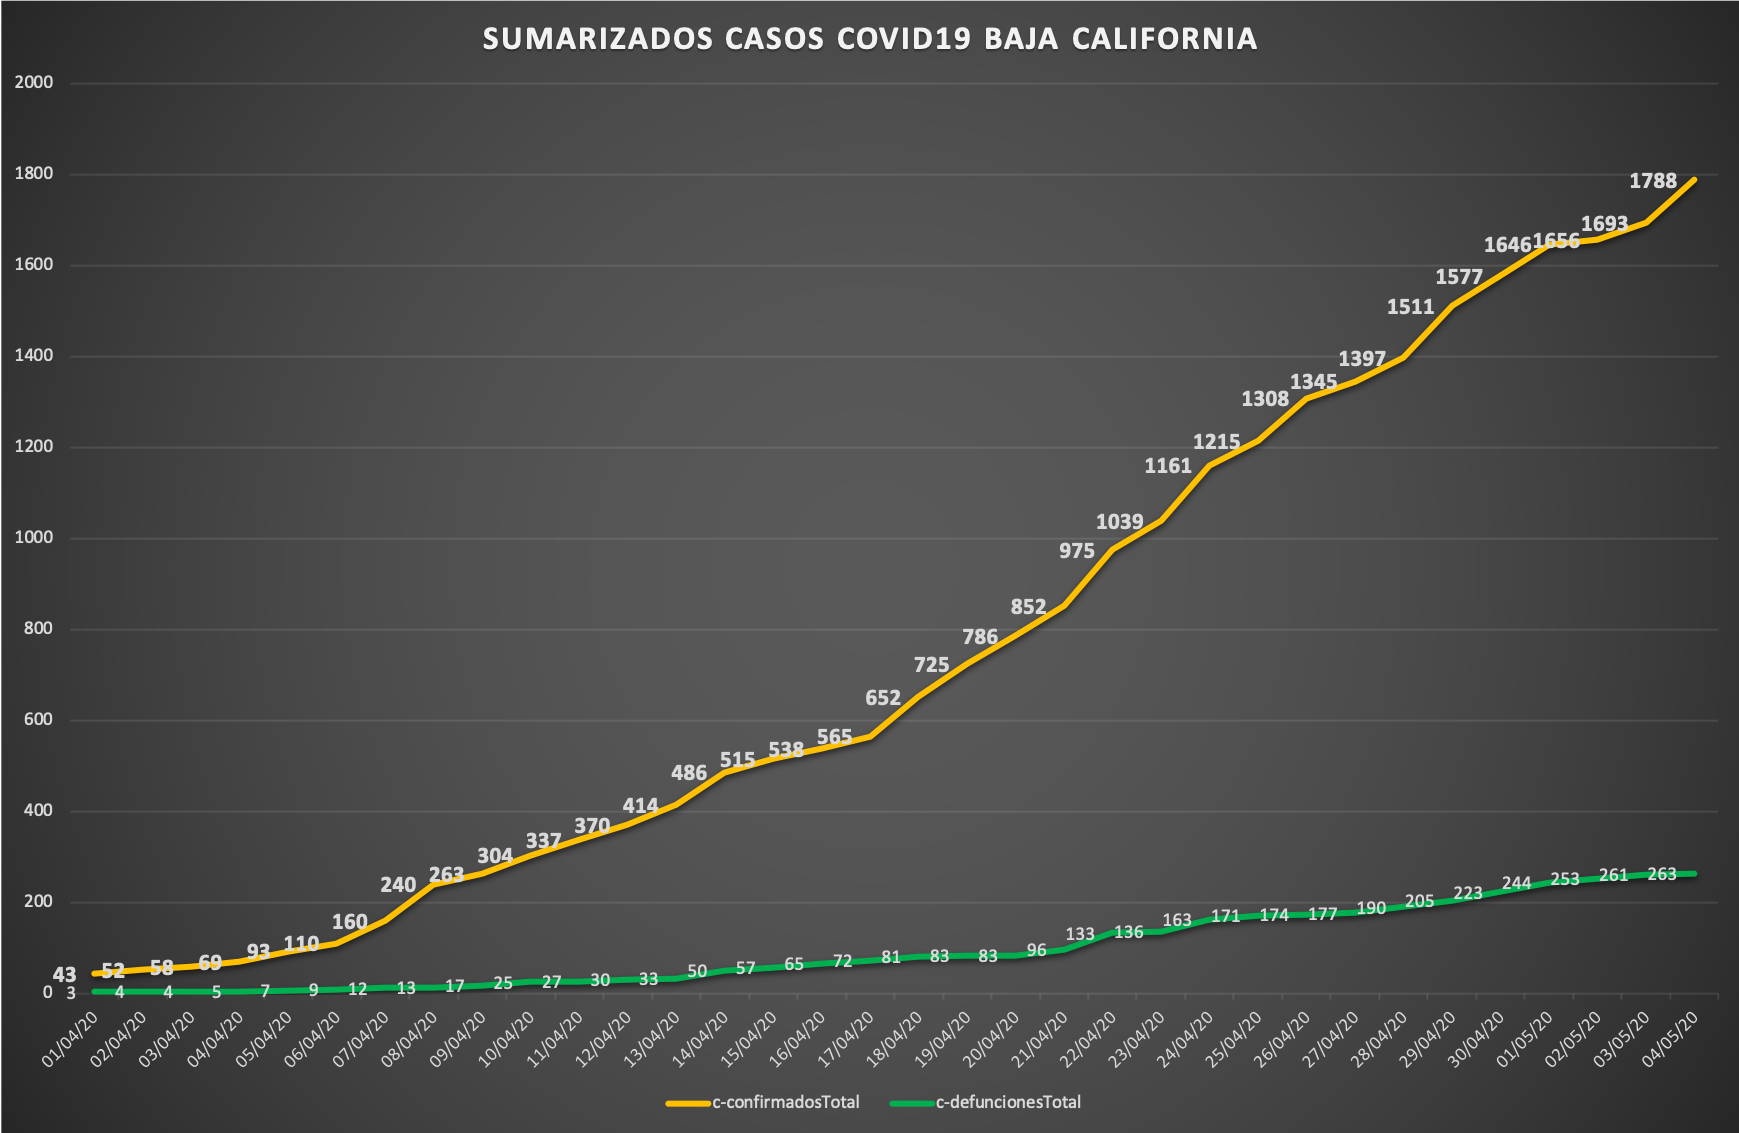 SUMARIZADOS CASOS COVID19 BAJA CALIFORNIA
2000
1800
1600
1400
1200
1000
800
600
400
200
0
43 52 58 69 93 110 160 240 263 304 337 370 414 486 515 538 565 652 725 786 852 975 1039 1161 1215 1308 1345 1397 1511 1577 1646 1656 1693 1788
3 4 4 5 7 9 12 13 17 25 27 30 33 50 57 65 72 81 83 83 96 133 136 163 171 174 177 190 205 223 244 253 261 263
01/04/20 02/04/20 03/04/20 04/04/20 05/04/20 06/04/20 07/04/20 08/04/20 09/04/20 10/04/20 11/04/20 12/04/20 13/04/20 14/04/20 15/04/20 16/04/20 17/04/20 18/04/20 19/04/20 20/04/20 21/04/20 22/04/20 23/04/20 24/04/20 25/04/20 26/04/20 27/04/20 28/04/20 29/04/20 30/04/20 01/05/20 02/05/20 03/05/20 04/05/20
c-confirmadosTotal c-defuncionesTotal